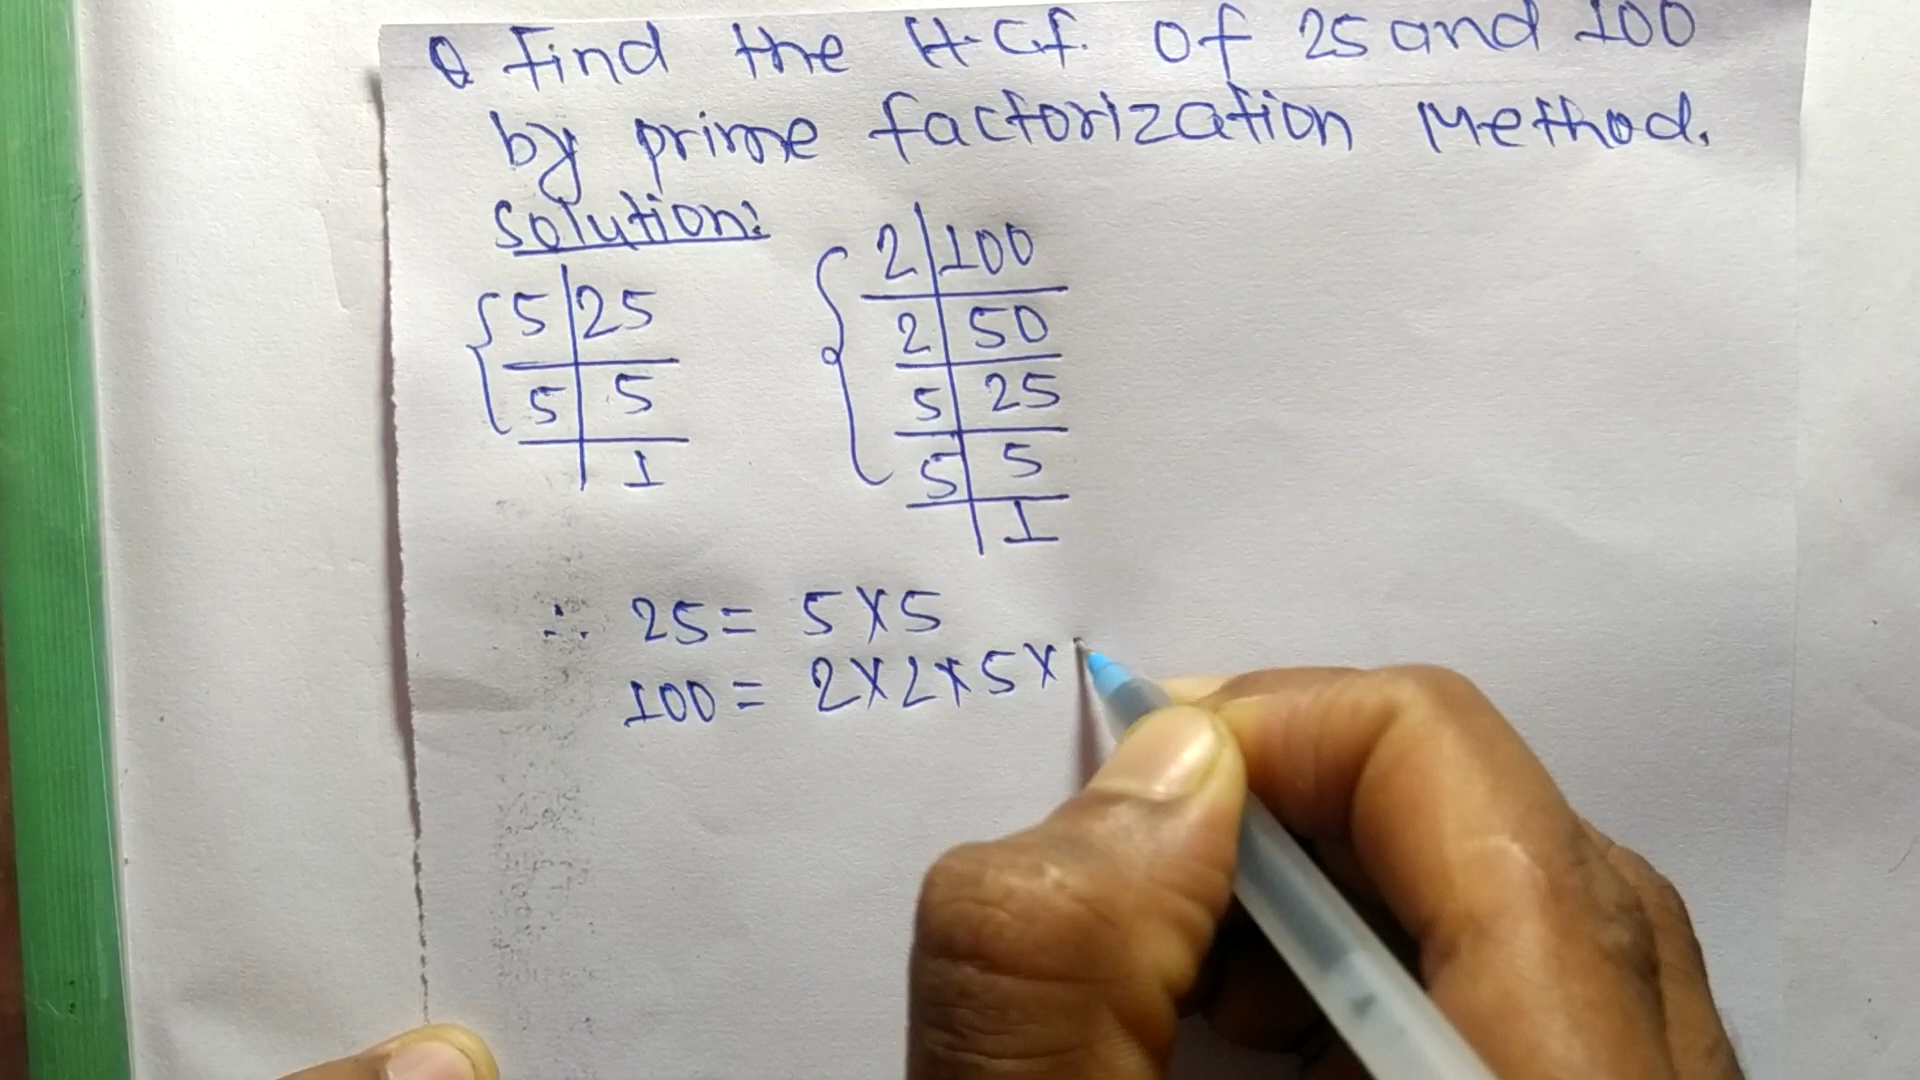 Q Find the H.C.f. Of 25 and 100
by prime factorization Method.
Solution:
5 25
5 5
1
2 100
2 50
5 25
5 5
1
∴ 25 = 5×5
100 = 2×2×5×